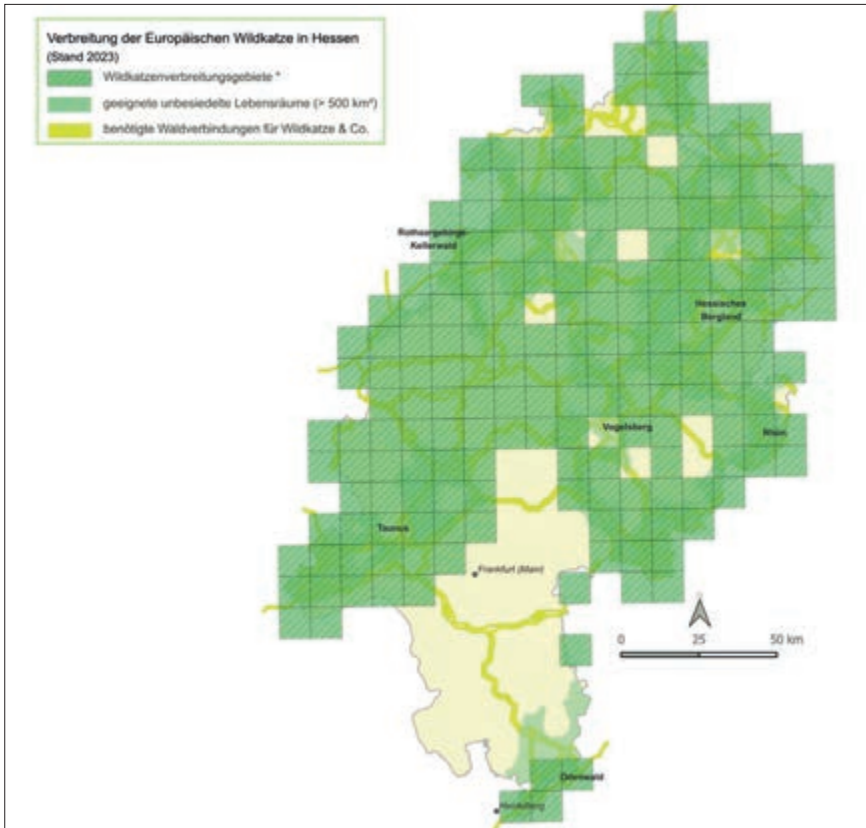 Verbreitung der Europäischen Wildkatze in Hessen
(Stand 2023)
Wildkatzenverbreitungsgebiete *
geeignete unbesiedelte Lebensräume (> 500 km²)
benötigte Waldverbindungen für Wildkatze & Co.
Rothaargebirge-
Kellerwald
Hessisches
Bergland
Vogelsberg
Rhön
Taunus
Frankfurt (Main)
0 25 50 km
Odenwald
Heidelberg